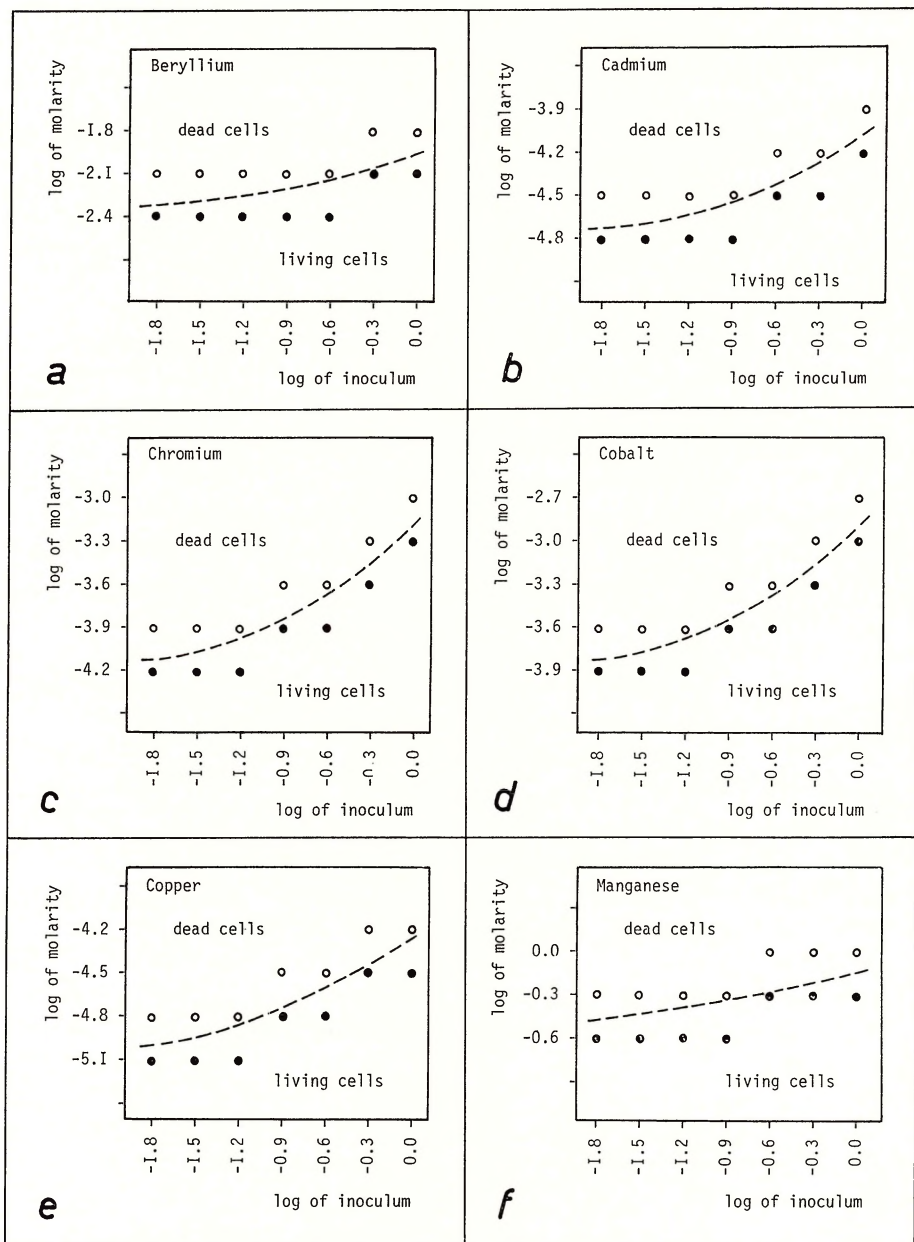 Beryllium
log of molarity
dead cells
-1.8
-2.1
-2.4
living cells
-1.8
-1.5
-1.2
-0.9
-0.6
-0.3
0.0
log of inoculum
a
Cadmium
log of molarity
-3.9
dead cells
-4.2
-4.5
-4.8
living cells
-1.8
-1.5
-1.2
-0.9
-0.6
-0.3
0.0
log of inoculum
b
Chromium
log of molarity
-3.0
dead cells
-3.3
-3.6
-3.9
-4.2
living cells
-1.8
-1.5
-1.2
-0.9
-0.6
-0.3
0.0
log of inoculum
c
Cobalt
log of molarity
-2.7
dead cells
-3.0
-3.3
-3.6
-3.9
living cells
-1.8
-1.5
-1.2
-0.9
-0.6
-0.3
0.0
log of inoculum
d
Copper
log of molarity
-4.2
dead cells
-4.5
-4.8
-5.1
living cells
-1.8
-1.5
-1.2
-0.9
-0.6
-0.3
0.0
log of inoculum
e
Manganese
log of molarity
dead cells
0.0
-0.3
-0.6
living cells
-1.8
-1.5
-1.2
-0.9
-0.6
-0.3
0.0
log of inoculum
f